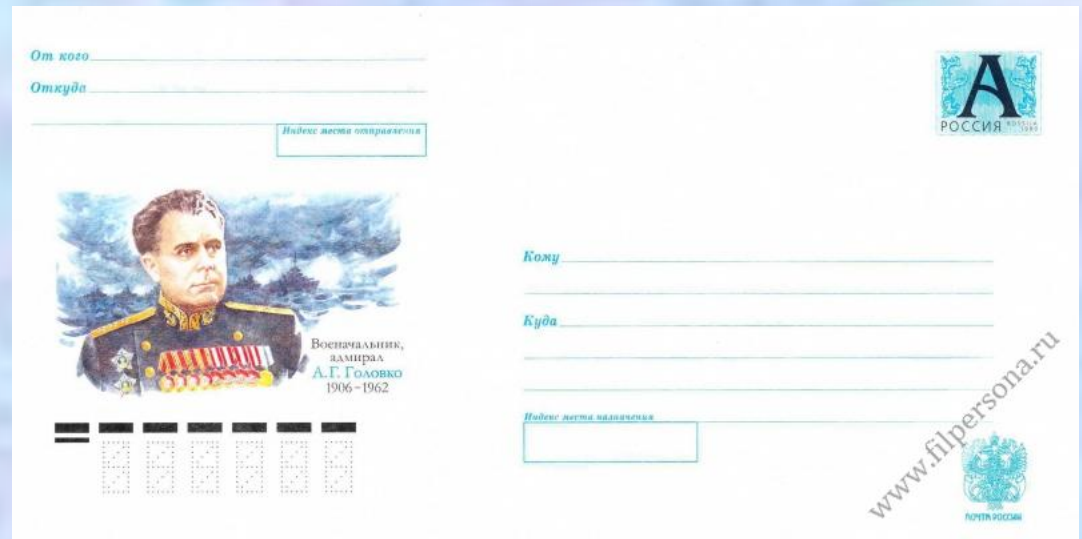 От кого
Откуда
Индекс места отправления
А
РОССИЯ ROSSIJA
Военачальник,
адмирал
А.Г. Головко
1906–1962
Кому
Куда
Индекс места назначения
www.filpersona.ru
ПОЧТА РОССИИ